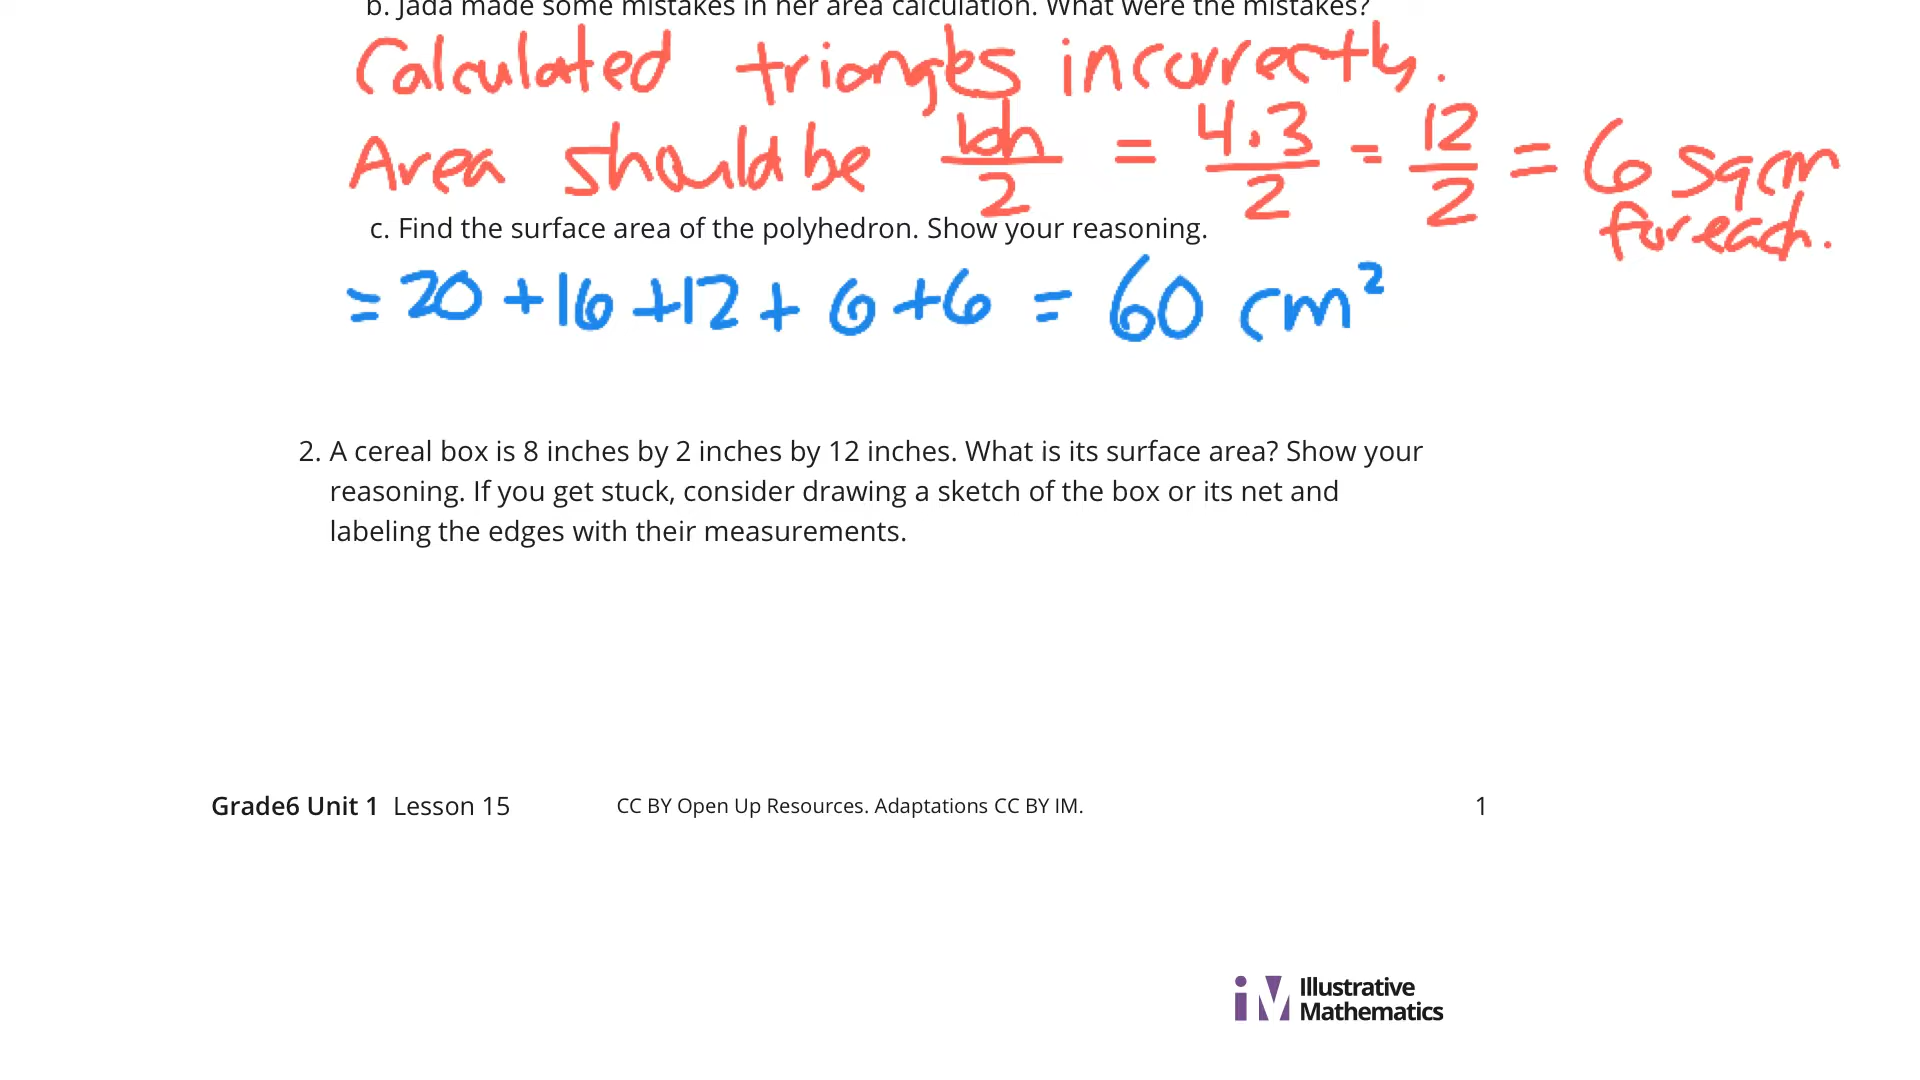 b. Jada made some mistakes in her area calculation. What were the mistakes?
Calculated triangles incorrectly.
Area should be bh/2 = 4·3/2 = 12/2 = 6 sq cm
for each.
c. Find the surface area of the polyhedron. Show your reasoning.
= 20 + 16 + 12 + 6 + 6 = 60 cm²
2. A cereal box is 8 inches by 2 inches by 12 inches. What is its surface area? Show your
reasoning. If you get stuck, consider drawing a sketch of the box or its net and
labeling the edges with their measurements.
Grade6 Unit 1 Lesson 15 CC BY Open Up Resources. Adaptations CC BY IM. 1
iM Illustrative
Mathematics